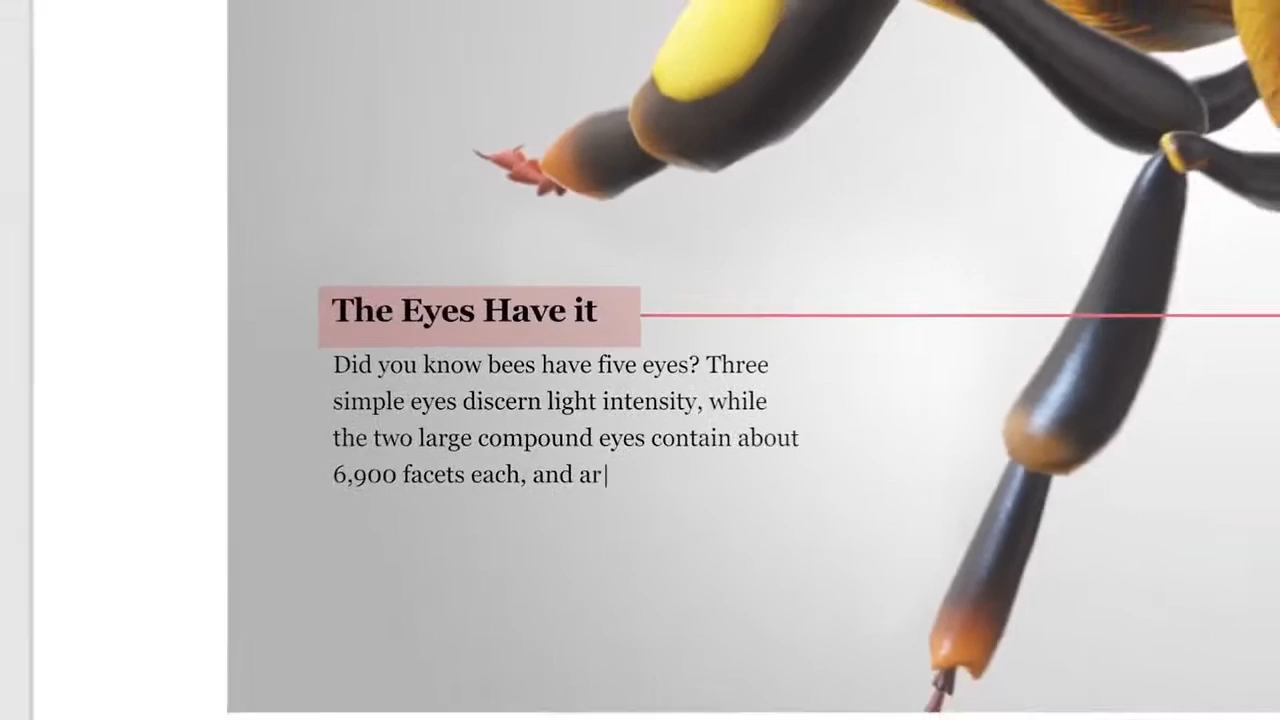 The Eyes Have it
Did you know bees have five eyes? Three
simple eyes discern light intensity, while
the two large compound eyes contain about
6,900 facets each, and ar